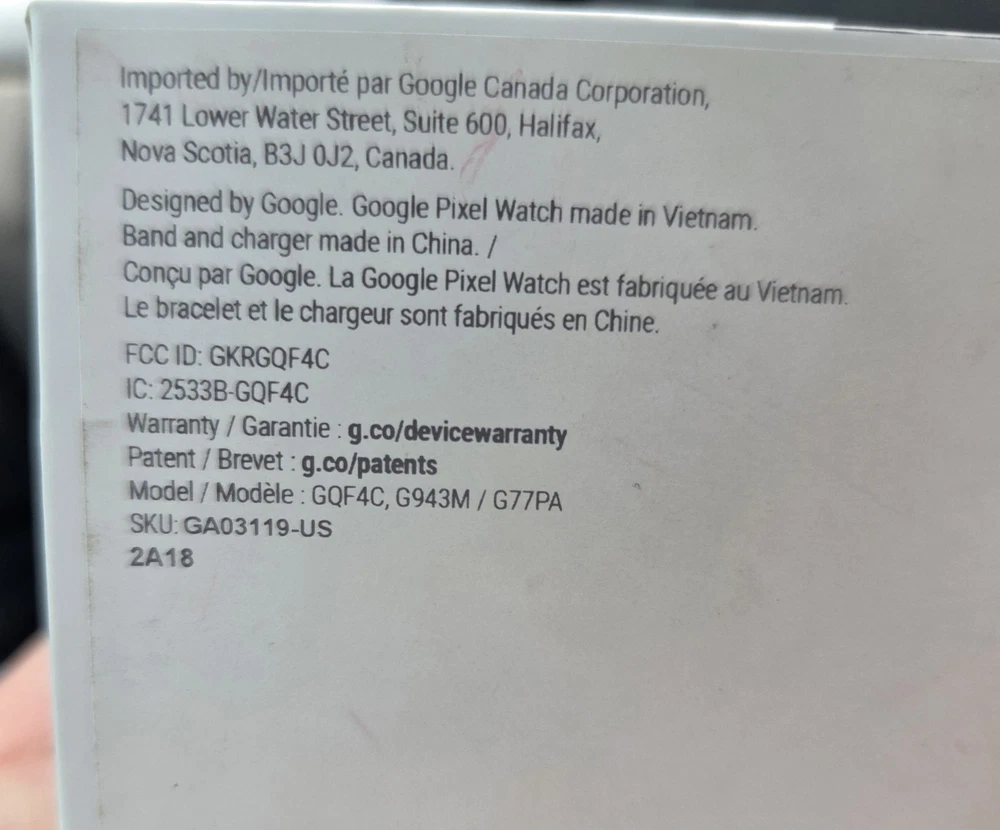 Imported by/Importé par Google Canada Corporation,
1741 Lower Water Street, Suite 600, Halifax,
Nova Scotia, B3J 0J2, Canada.
Designed by Google. Google Pixel Watch made in Vietnam.
Band and charger made in China. /
Conçu par Google. La Google Pixel Watch est fabriquée au Vietnam.
Le bracelet et le chargeur sont fabriqués en Chine.
FCC ID: GKRGQF4C
IC: 2533B-GQF4C
Warranty / Garantie : g.co/devicewarranty
Patent / Brevet : g.co/patents
Model / Modèle : GQF4C, G943M / G77PA
SKU: GA03119-US
2A18